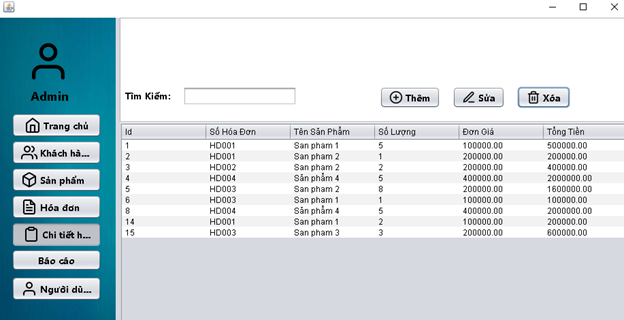 Admin
Trang chủ
Khách hà...
Sản phẩm
Hóa đơn
Chi tiết h...
Báo cáo
Người dù...
Tìm Kiếm:
Thêm
Sửa
Xóa
Id Số Hóa Đơn Tên Sản Phẩm Số Lượng Đơn Giá Tổng Tiền
1 HD001 San pham 1 5 100000.00 500000.00
2 HD001 San pham 2 1 200000.00 200000.00
3 HD002 San pham 2 2 200000.00 400000.00
4 HD004 Sản phẩm 4 5 400000.00 2000000.00
5 HD003 San pham 2 8 200000.00 1600000.00
6 HD003 San pham 1 1 100000.00 100000.00
8 HD004 Sản phẩm 4 5 400000.00 2000000.00
14 HD001 San pham 1 2 100000.00 200000.00
15 HD003 San pham 3 3 200000.00 600000.00